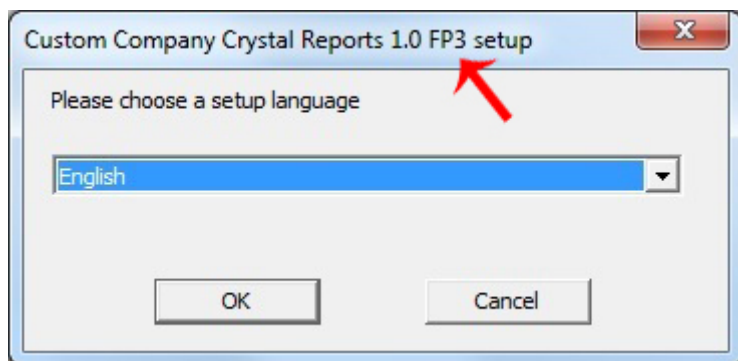 Custom Company Crystal Reports 1.0 FP3 setup
Please choose a setup language
English
OK
Cancel